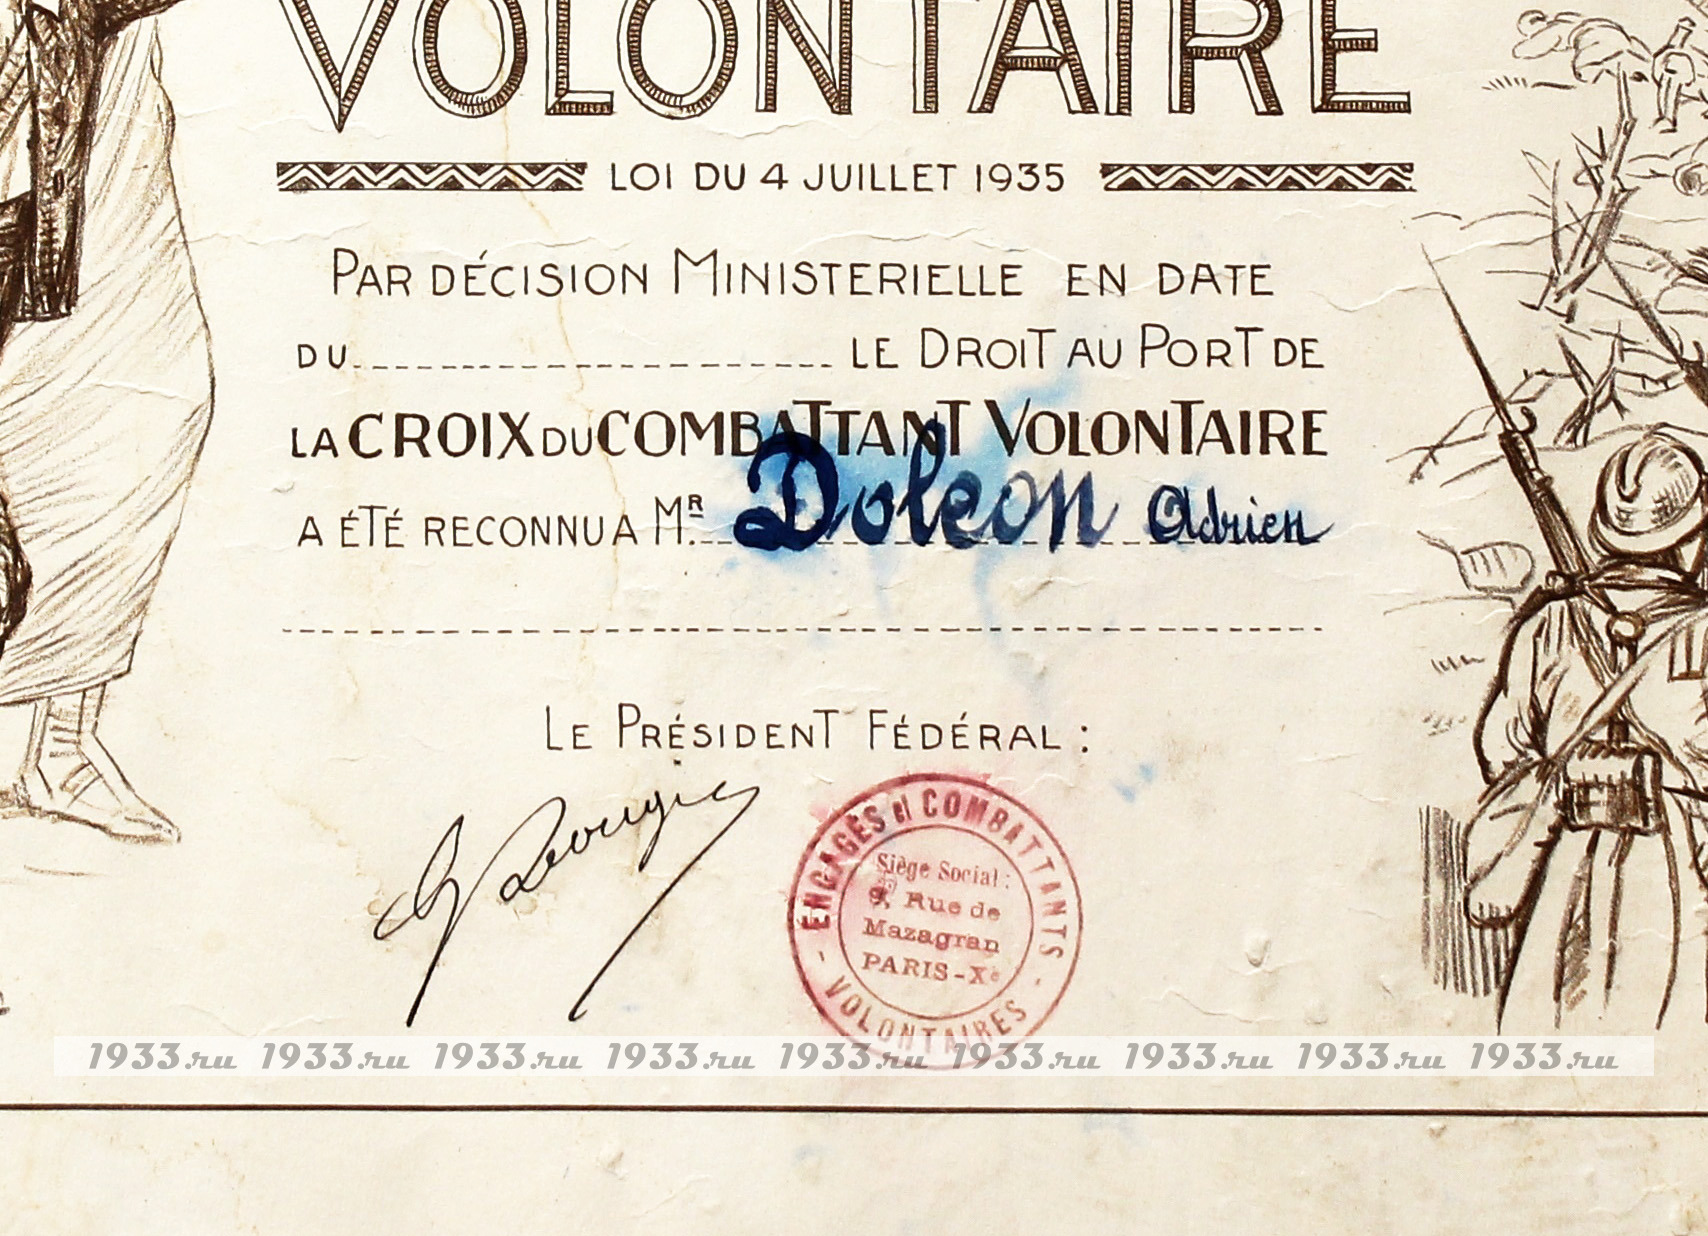 VOLONTAIRE
LOI DU 4 JUILLET 1935
PAR DÉCISION MINISTERIELLE EN DATE
DU LE DROIT AU PORT DE
LA CROIX DU COMBATTANT VOLONTAIRE
A ÉTÉ RECONNU A MR. Doleon Adrien
LE PRÉSIDENT FÉDÉRAL :
ENGAGÉS et COMBATTANTS
Siège Social :
9, Rue de
Mazagran
PARIS-Xe
- VOLONTAIRES -
1933.ru 1933.ru 1933.ru 1933.ru 1933.ru 1933.ru 1933.ru 1933.ru 1933.ru